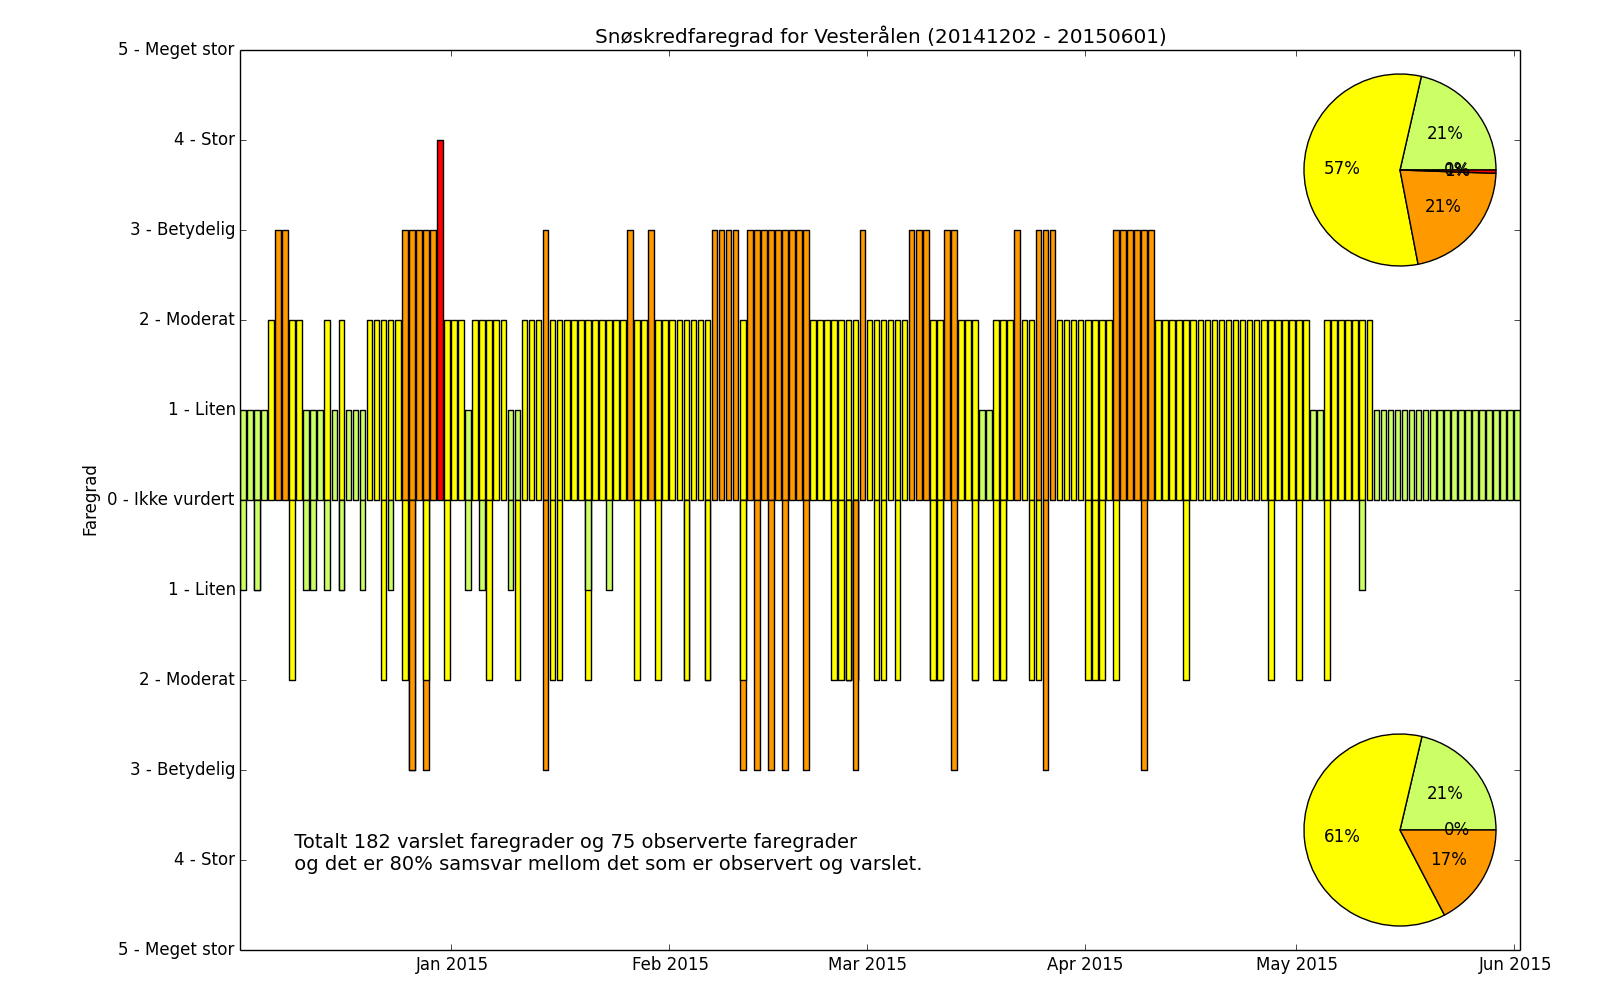 Snøskredfaregrad for Vesterålen (20141202 - 20150601)
5 - Meget stor
4 - Stor
3 - Betydelig
2 - Moderat
1 - Liten
0 - Ikke vurdert
1 - Liten
2 - Moderat
3 - Betydelig
4 - Stor
5 - Meget stor
Faregrad
57%
21%
0%
1%
21%
61%
21%
0%
17%
Totalt 182 varslet faregrader og 75 observerte faregrader
og det er 80% samsvar mellom det som er observert og varslet.
Jan 2015
Feb 2015
Mar 2015
Apr 2015
May 2015
Jun 2015